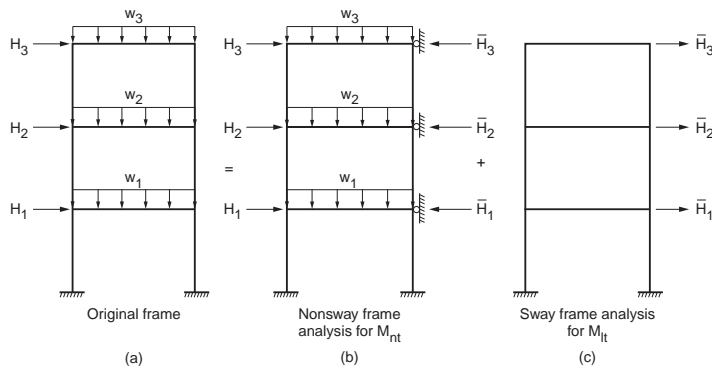 w₃ w₃
H₃ H₃ H̅₃ H̅₃
w₂ w₂
H₂ H₂ H̅₂ H̅₂
= +
w₁ w₁
H₁ H₁ H̅₁ H̅₁
Original frame
Nonsway frame
analysis for Mₙₜ
Sway frame analysis
for Mₗₜ
(a) (b) (c)